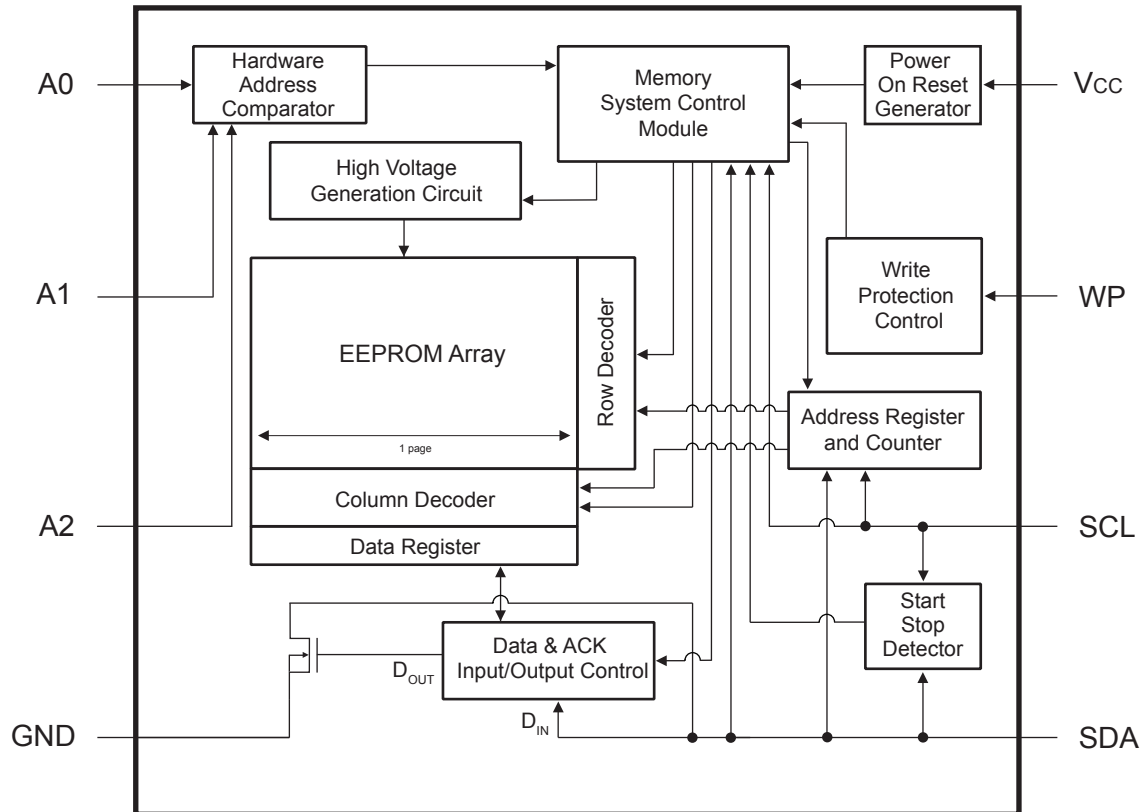 A0
Hardware
Address
Comparator
Memory
System Control
Module
Power
On Reset
Generator
VCC
High Voltage
Generation Circuit
A1
Write
Protection
Control
WP
EEPROM Array
Row Decoder
1 page
Address Register
and Counter
Column Decoder
A2
SCL
Data Register
Start
Stop
Detector
Data & ACK
Input/Output Control
DOUT
DIN
GND
SDA